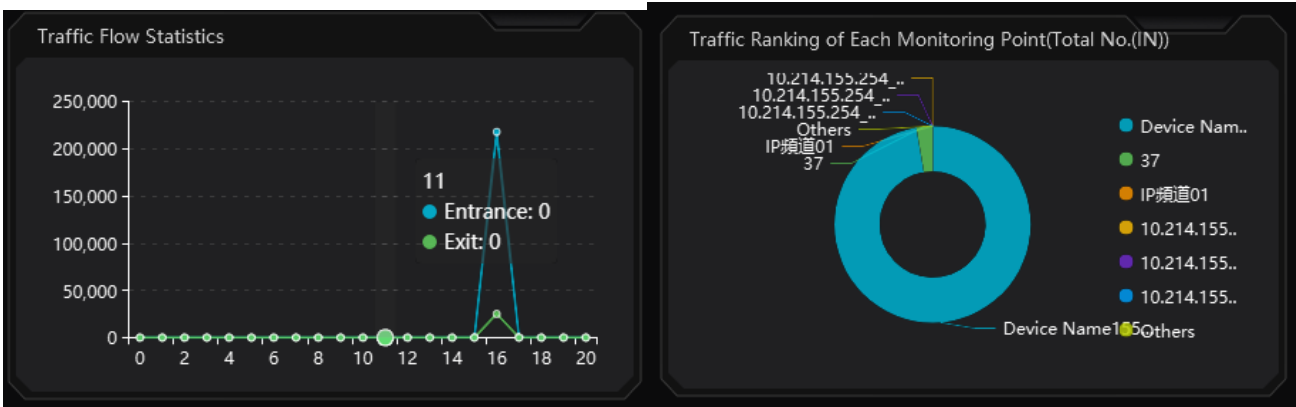 Traffic Flow Statistics
250,000
200,000
150,000
100,000
50,000
0
0 2 4 6 8 10 12 14 16 18 20
11
Entrance: 0
Exit: 0
Traffic Ranking of Each Monitoring Point(Total No.(IN))
10.214.155.254_..
10.214.155.254_..
10.214.155.254_..
Others
IP頻道01
37
Device Name155..
Device Nam..
37
IP頻道01
10.214.155..
10.214.155..
10.214.155..
Others